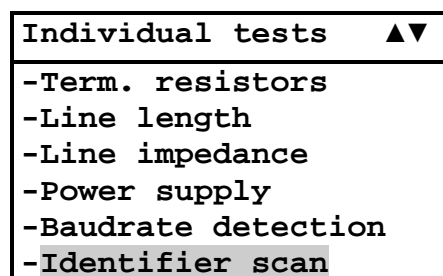 Individual tests ▲▼
-Term. resistors
-Line length
-Line impedance
-Power supply
-Baudrate detection
-Identifier scan